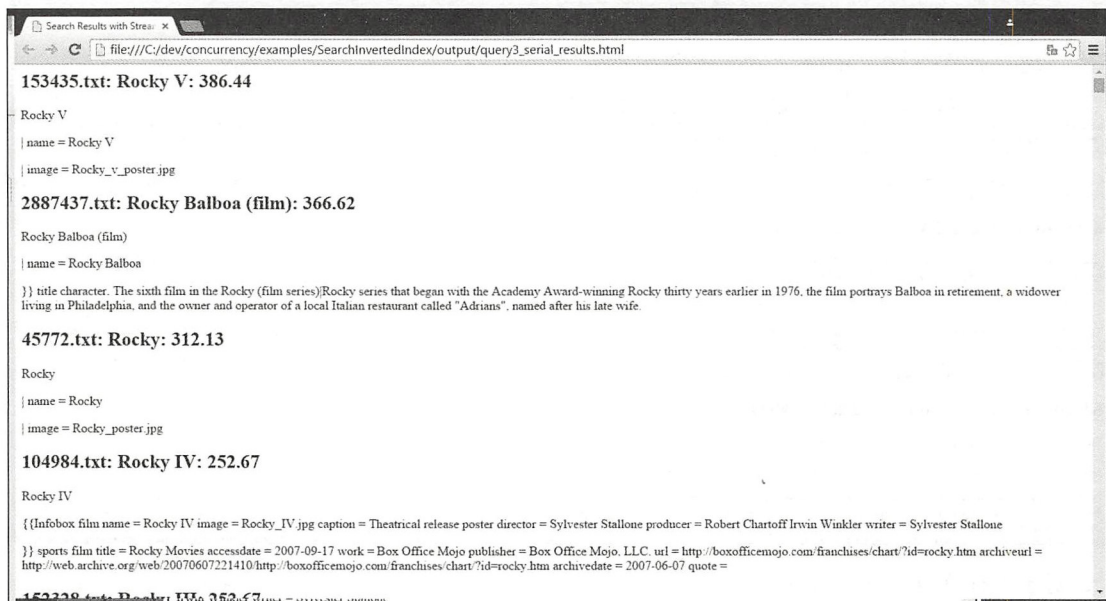 Search Results with Strea
file:///C:/dev/concurrency/examples/SearchInvertedIndex/output/query3_serial_results.html
153435.txt: Rocky V: 386.44
Rocky V
| name = Rocky V
| image = Rocky_v_poster.jpg
2887437.txt: Rocky Balboa (film): 366.62
Rocky Balboa (film)
| name = Rocky Balboa
}} title character. The sixth film in the Rocky (film series)|Rocky series that began with the Academy Award-winning Rocky thirty years earlier in 1976, the film portrays Balboa in retirement, a widower
living in Philadelphia, and the owner and operator of a local Italian restaurant called "Adrians", named after his late wife.
45772.txt: Rocky: 312.13
Rocky
| name = Rocky
| image = Rocky_poster.jpg
104984.txt: Rocky IV: 252.67
Rocky IV
{{Infobox film name = Rocky IV image = Rocky_IV.jpg caption = Theatrical release poster director = Sylvester Stallone producer = Robert Chartoff Irwin Winkler writer = Sylvester Stallone
}} sports film title = Rocky Movies accessdate = 2007-09-17 work = Box Office Mojo publisher = Box Office Mojo, LLC. url = http://boxofficemojo.com/franchises/chart/?id=rocky.htm archiveurl =
http://web.archive.org/web/20070607221410/http://boxofficemojo.com/franchises/chart/?id=rocky.htm archivedate = 2007-06-07 quote =